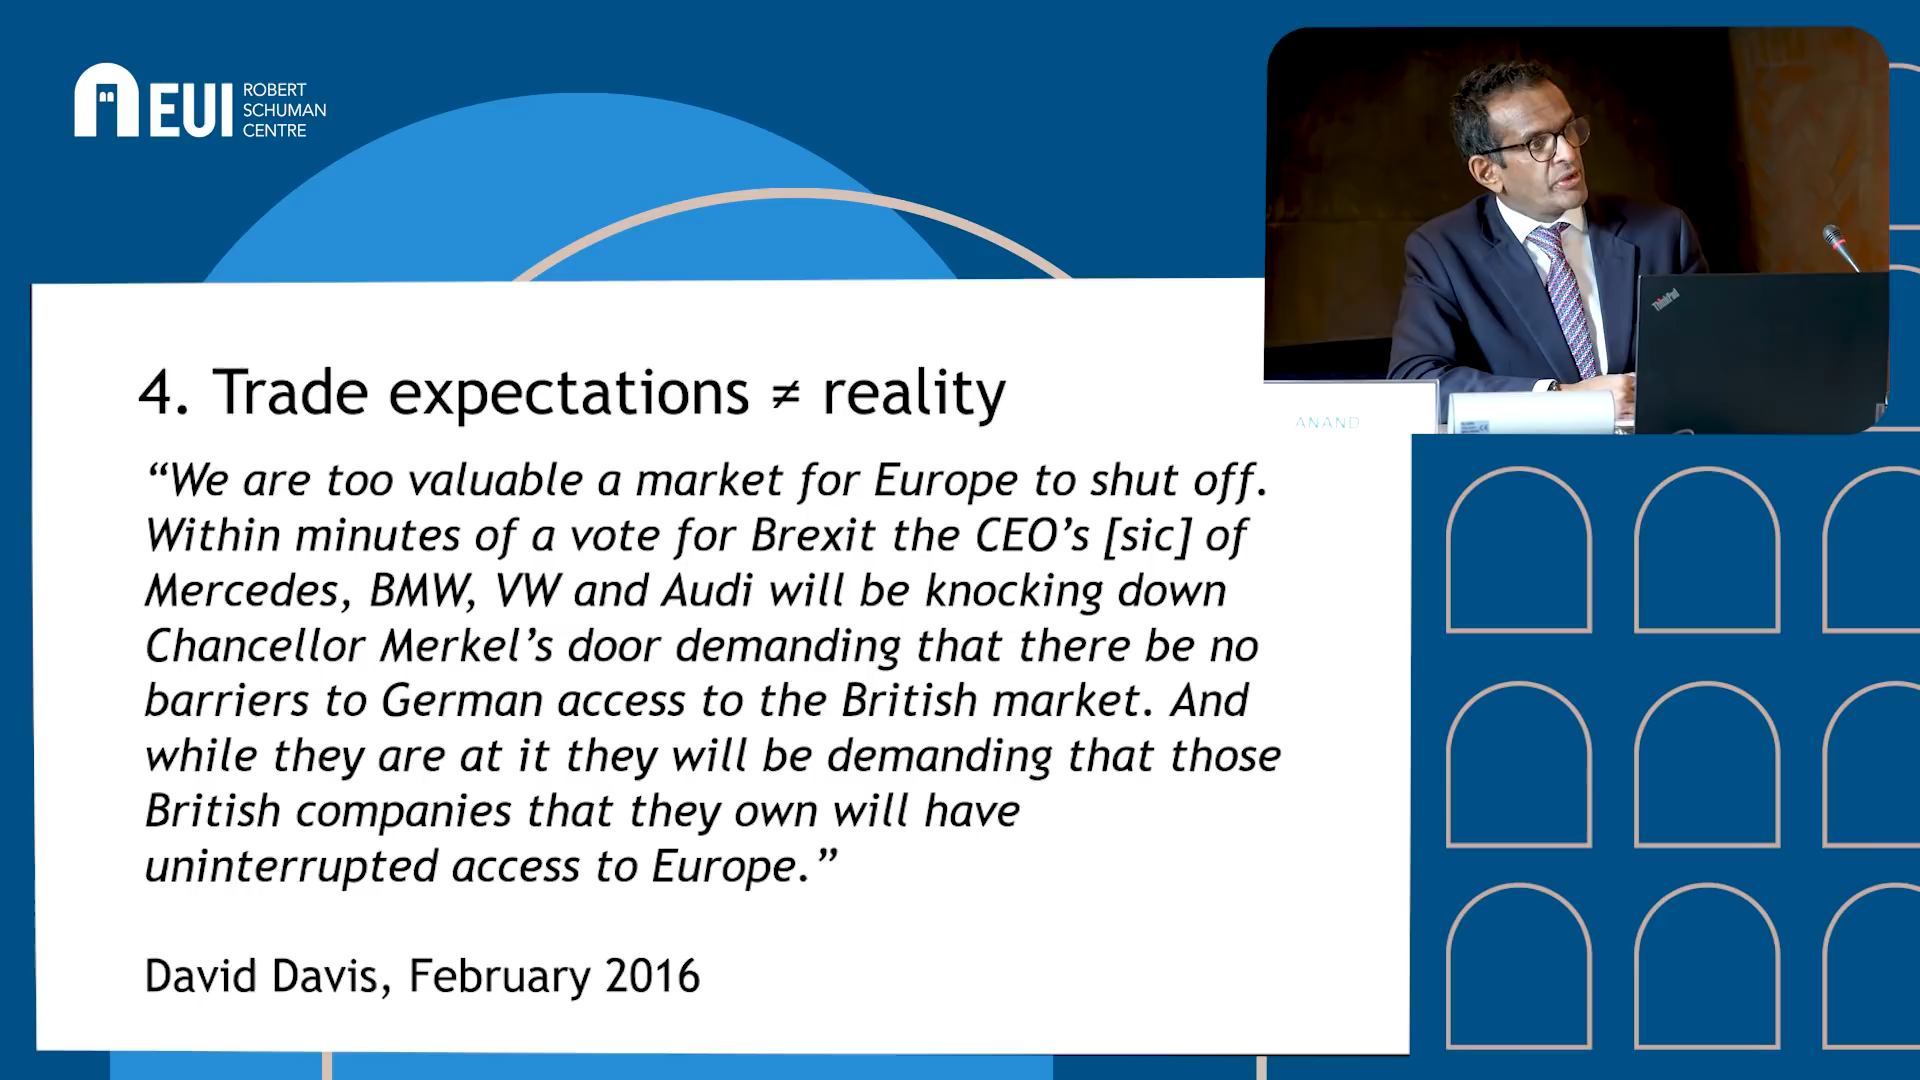 EUI
ROBERT
SCHUMAN
CENTRE
ThinkPad
ANAND
4. Trade expectations ≠ reality
“We are too valuable a market for Europe to shut off.
Within minutes of a vote for Brexit the CEO’s [sic] of
Mercedes, BMW, VW and Audi will be knocking down
Chancellor Merkel’s door demanding that there be no
barriers to German access to the British market. And
while they are at it they will be demanding that those
British companies that they own will have
uninterrupted access to Europe.”
David Davis, February 2016